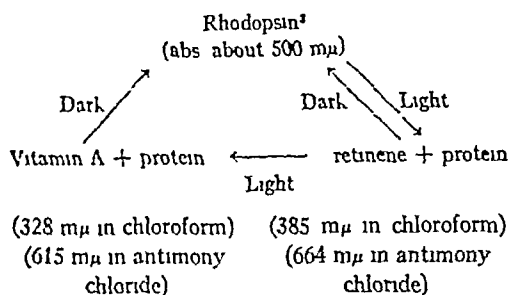 Rhodopsin³
(abs about 500 mμ)
Dark
Dark
Light
Vitamin A + protein
retinene + protein
Light
(328 mμ in chloroform)
(385 mμ in chloroform)
(615 mμ in antimony
chloride)
(664 mμ in antimony
chloride)